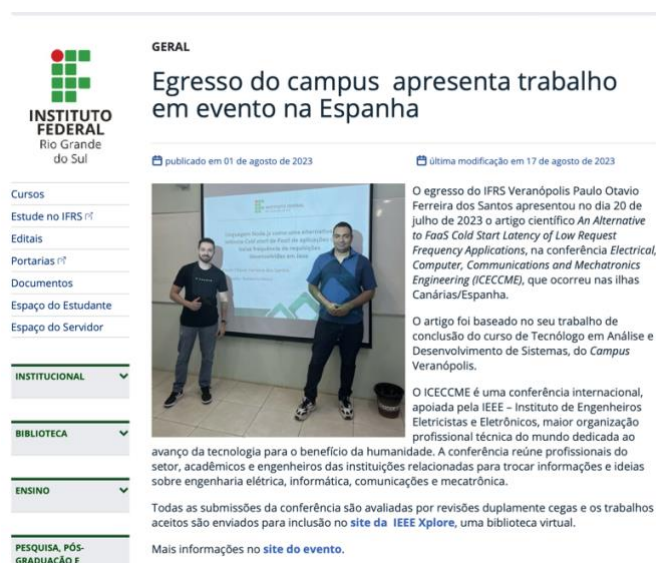 GERAL
Egresso do campus apresenta trabalho
em evento na Espanha
INSTITUTO
FEDERAL
Rio Grande
do Sul
publicado em 01 de agosto de 2023
última modificação em 17 de agosto de 2023
Cursos
Estude no IFRS
Editais
Portarias
Documentos
Espaço do Estudante
Espaço do Servidor
INSTITUCIONAL
BIBLIOTECA
ENSINO
PESQUISA, PÓS-
GRADUAÇÃO E
INSTITUTO FEDERAL
O egresso do IFRS Veranópolis Paulo Otavio
Ferreira dos Santos apresentou no dia 20 de
julho de 2023 o artigo científico An Alternative
to FaaS Cold Start Latency of Low Request
Frequency Applications, na conferência Electrical,
Computer, Communications and Mechatronics
Engineering (ICECCME), que ocorreu nas ilhas
Canárias/Espanha.
O artigo foi baseado no seu trabalho de
conclusão do curso de Tecnólogo em Análise e
Desenvolvimento de Sistemas, do Campus
Veranópolis.
O ICECCME é uma conferência internacional,
apoiada pela IEEE – Instituto de Engenheiros
Eletricistas e Eletrônicos, maior organização
profissional técnica do mundo dedicada ao
avanço da tecnologia para o benefício da humanidade. A conferência reúne profissionais do
setor, acadêmicos e engenheiros das instituições relacionadas para trocar informações e ideias
sobre engenharia elétrica, informática, comunicações e mecatrônica.
Todas as submissões da conferência são avaliadas por revisões duplamente cegas e os trabalhos
aceitos são enviados para inclusão no site da IEEE Xplore, uma biblioteca virtual.
Mais informações no site do evento.